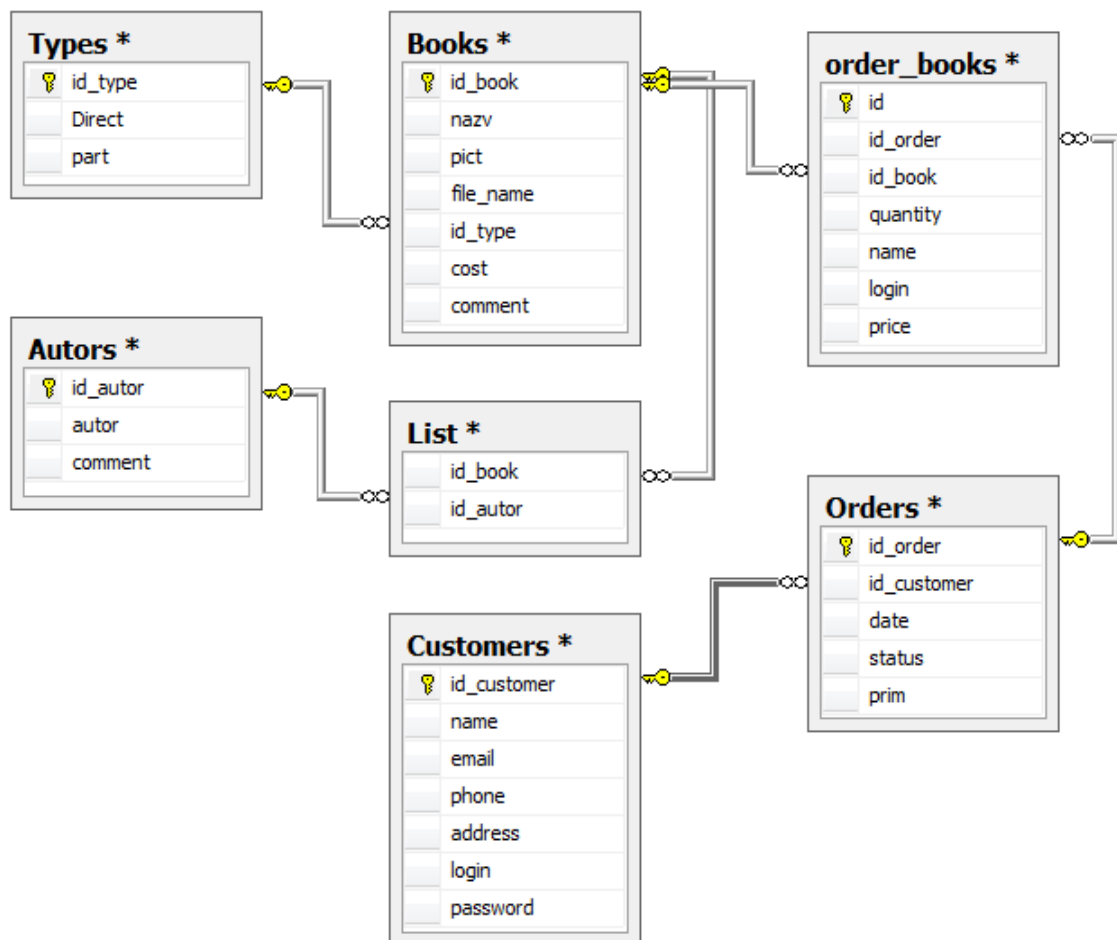 Types *
id_type
Direct
part
Books *
id_book
nazv
pict
file_name
id_type
cost
comment
order_books *
id
id_order
id_book
quantity
name
login
price
Autors *
id_autor
autor
comment
List *
id_book
id_autor
Orders *
id_order
id_customer
date
status
prim
Customers *
id_customer
name
email
phone
address
login
password